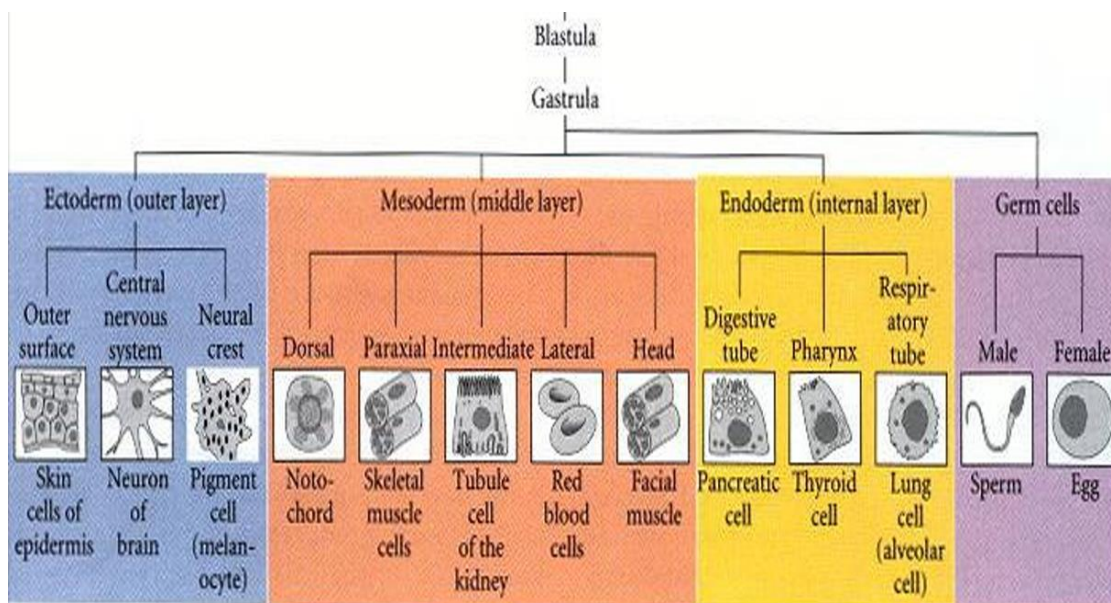 Blastula
Gastrula
Ectoderm (outer layer)
Mesoderm (middle layer)
Endoderm (internal layer)
Germ cells
Outer
surface
Central
nervous
system
Neural
crest
Dorsal
Paraxial
Intermediate
Lateral
Head
Digestive
tube
Pharynx
Respir-
atory
tube
Male
Female
Skin
cells of
epidermis
Neuron
of
brain
Pigment
cell
(melan-
ocyte)
Noto-
chord
Skeletal
muscle
cells
Tubule
cell
of the
kidney
Red
blood
cells
Facial
muscle
Pancreatic
cell
Thyroid
cell
Lung
cell
(alveolar
cell)
Sperm
Egg